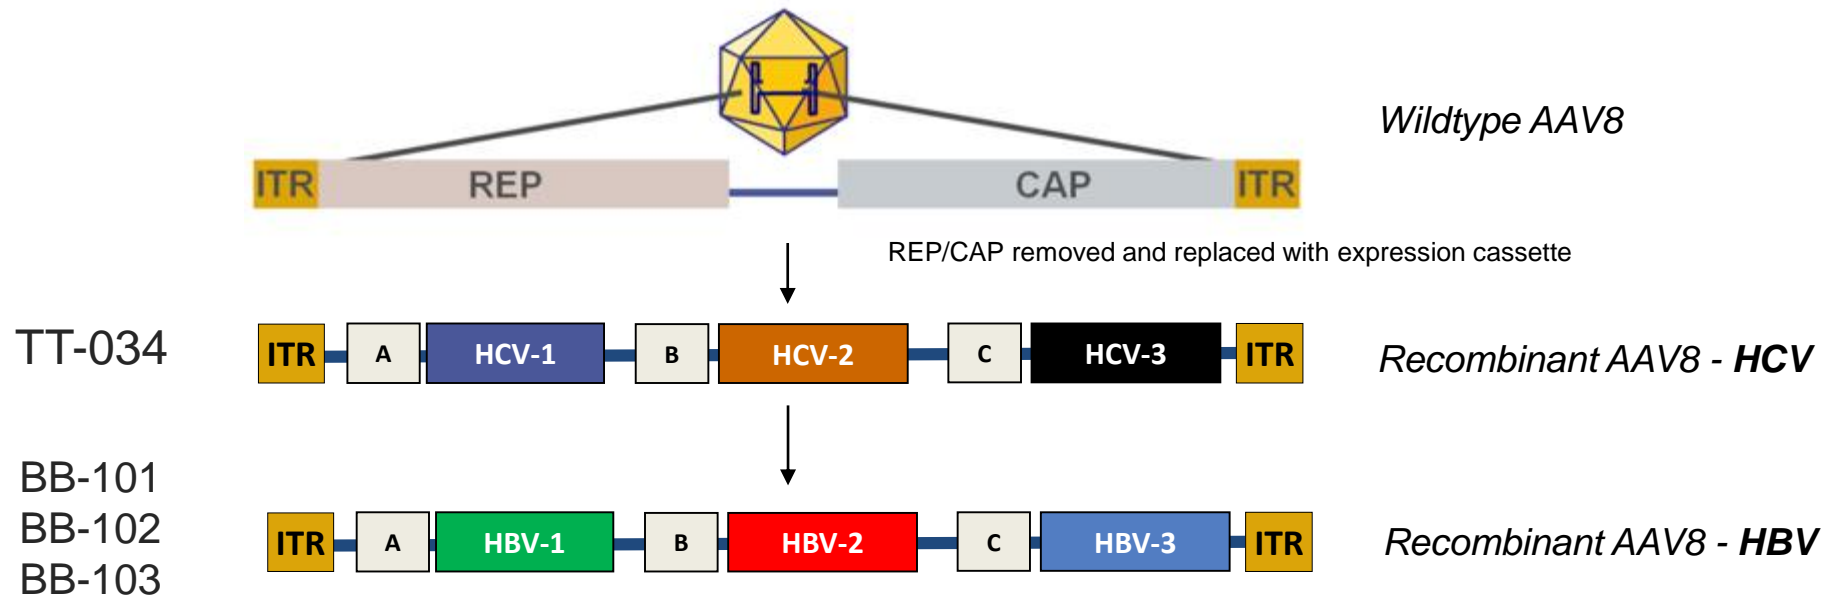 Wildtype AAV8
ITR REP CAP ITR
REP/CAP removed and replaced with expression cassette
TT-034 ITR A HCV-1 B HCV-2 C HCV-3 ITR Recombinant AAV8 - HCV
BB-101
BB-102
BB-103
ITR A HBV-1 B HBV-2 C HBV-3 ITR Recombinant AAV8 - HBV